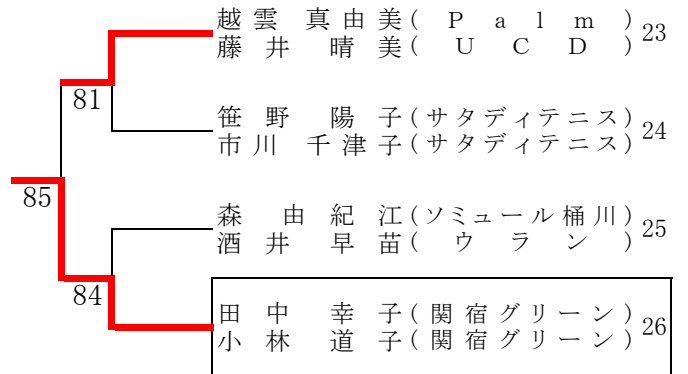 越雲 真由美(Palm) 23
藤井 晴美(UCD)
81
笹野 陽子(サタディテニス) 24
市川 千津子(サタディテニス)
85
森 由紀江(ソミュール桶川) 25
酒井 早苗(ウラン)
84
田中 幸子(関宿グリーン) 26
小林 道子(関宿グリーン)